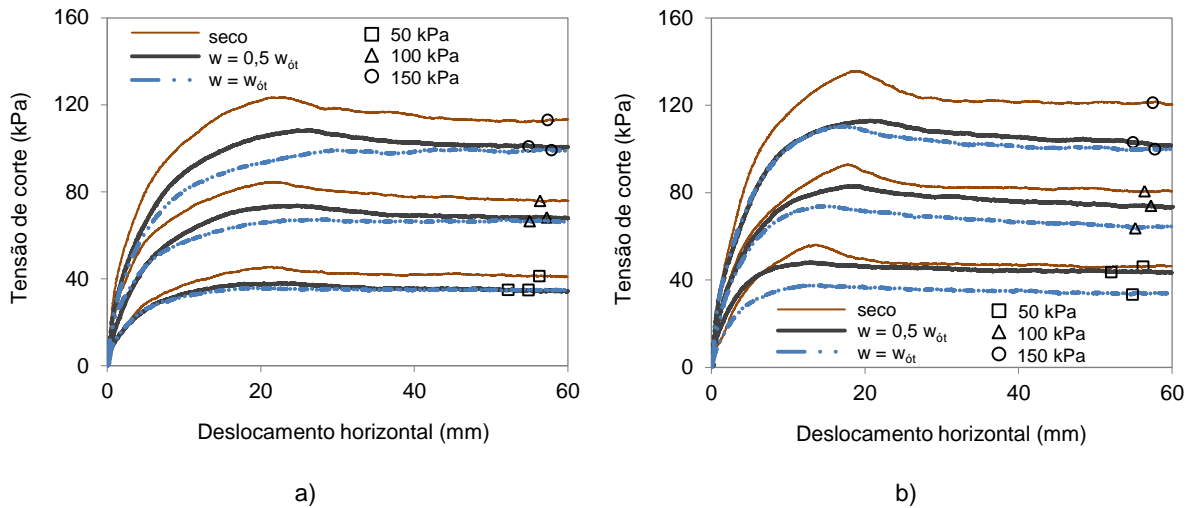 160
120
80
40
0
Tensão de corte (kPa)
seco
w = 0,5 wót
w = wót
50 kPa
100 kPa
150 kPa
0
20
40
60
Deslocamento horizontal (mm)
a)
160
120
80
40
0
Tensão de corte (kPa)
seco
w = 0,5 wót
w = wót
50 kPa
100 kPa
150 kPa
0
20
40
60
Deslocamento horizontal (mm)
b)